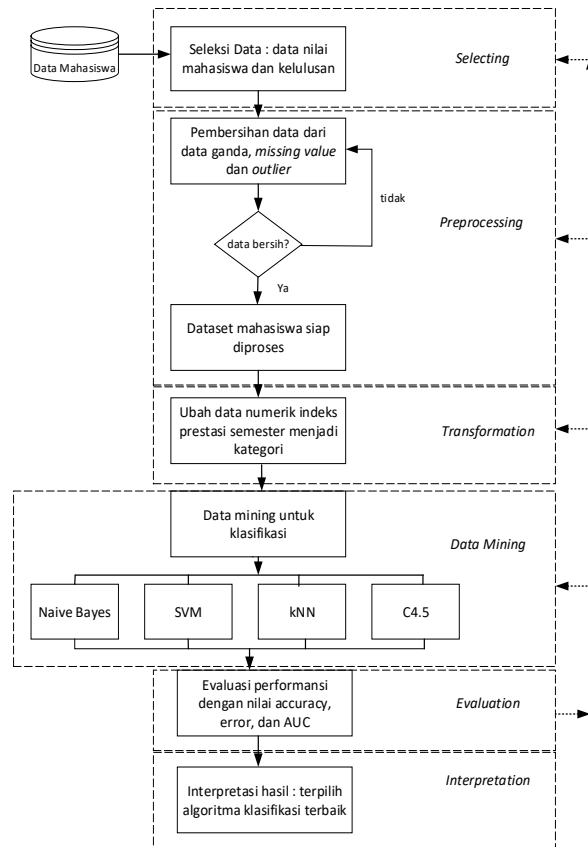 Data Mahasiswa
Seleksi Data : data nilai
mahasiswa dan kelulusan
Selecting
Pembersihan data dari
data ganda, missing value
dan outlier
tidak
Preprocessing
data bersih?
Ya
Dataset mahasiswa siap
diproses
Ubah data numerik indeks
prestasi semester menjadi
kategori
Transformation
Data mining untuk
klasifikasi
Data Mining
Naive Bayes
SVM
kNN
C4.5
Evaluasi performansi
dengan nilai accuracy,
error, dan AUC
Evaluation
Interpretasi hasil : terpilih
algoritma klasifikasi terbaik
Interpretation